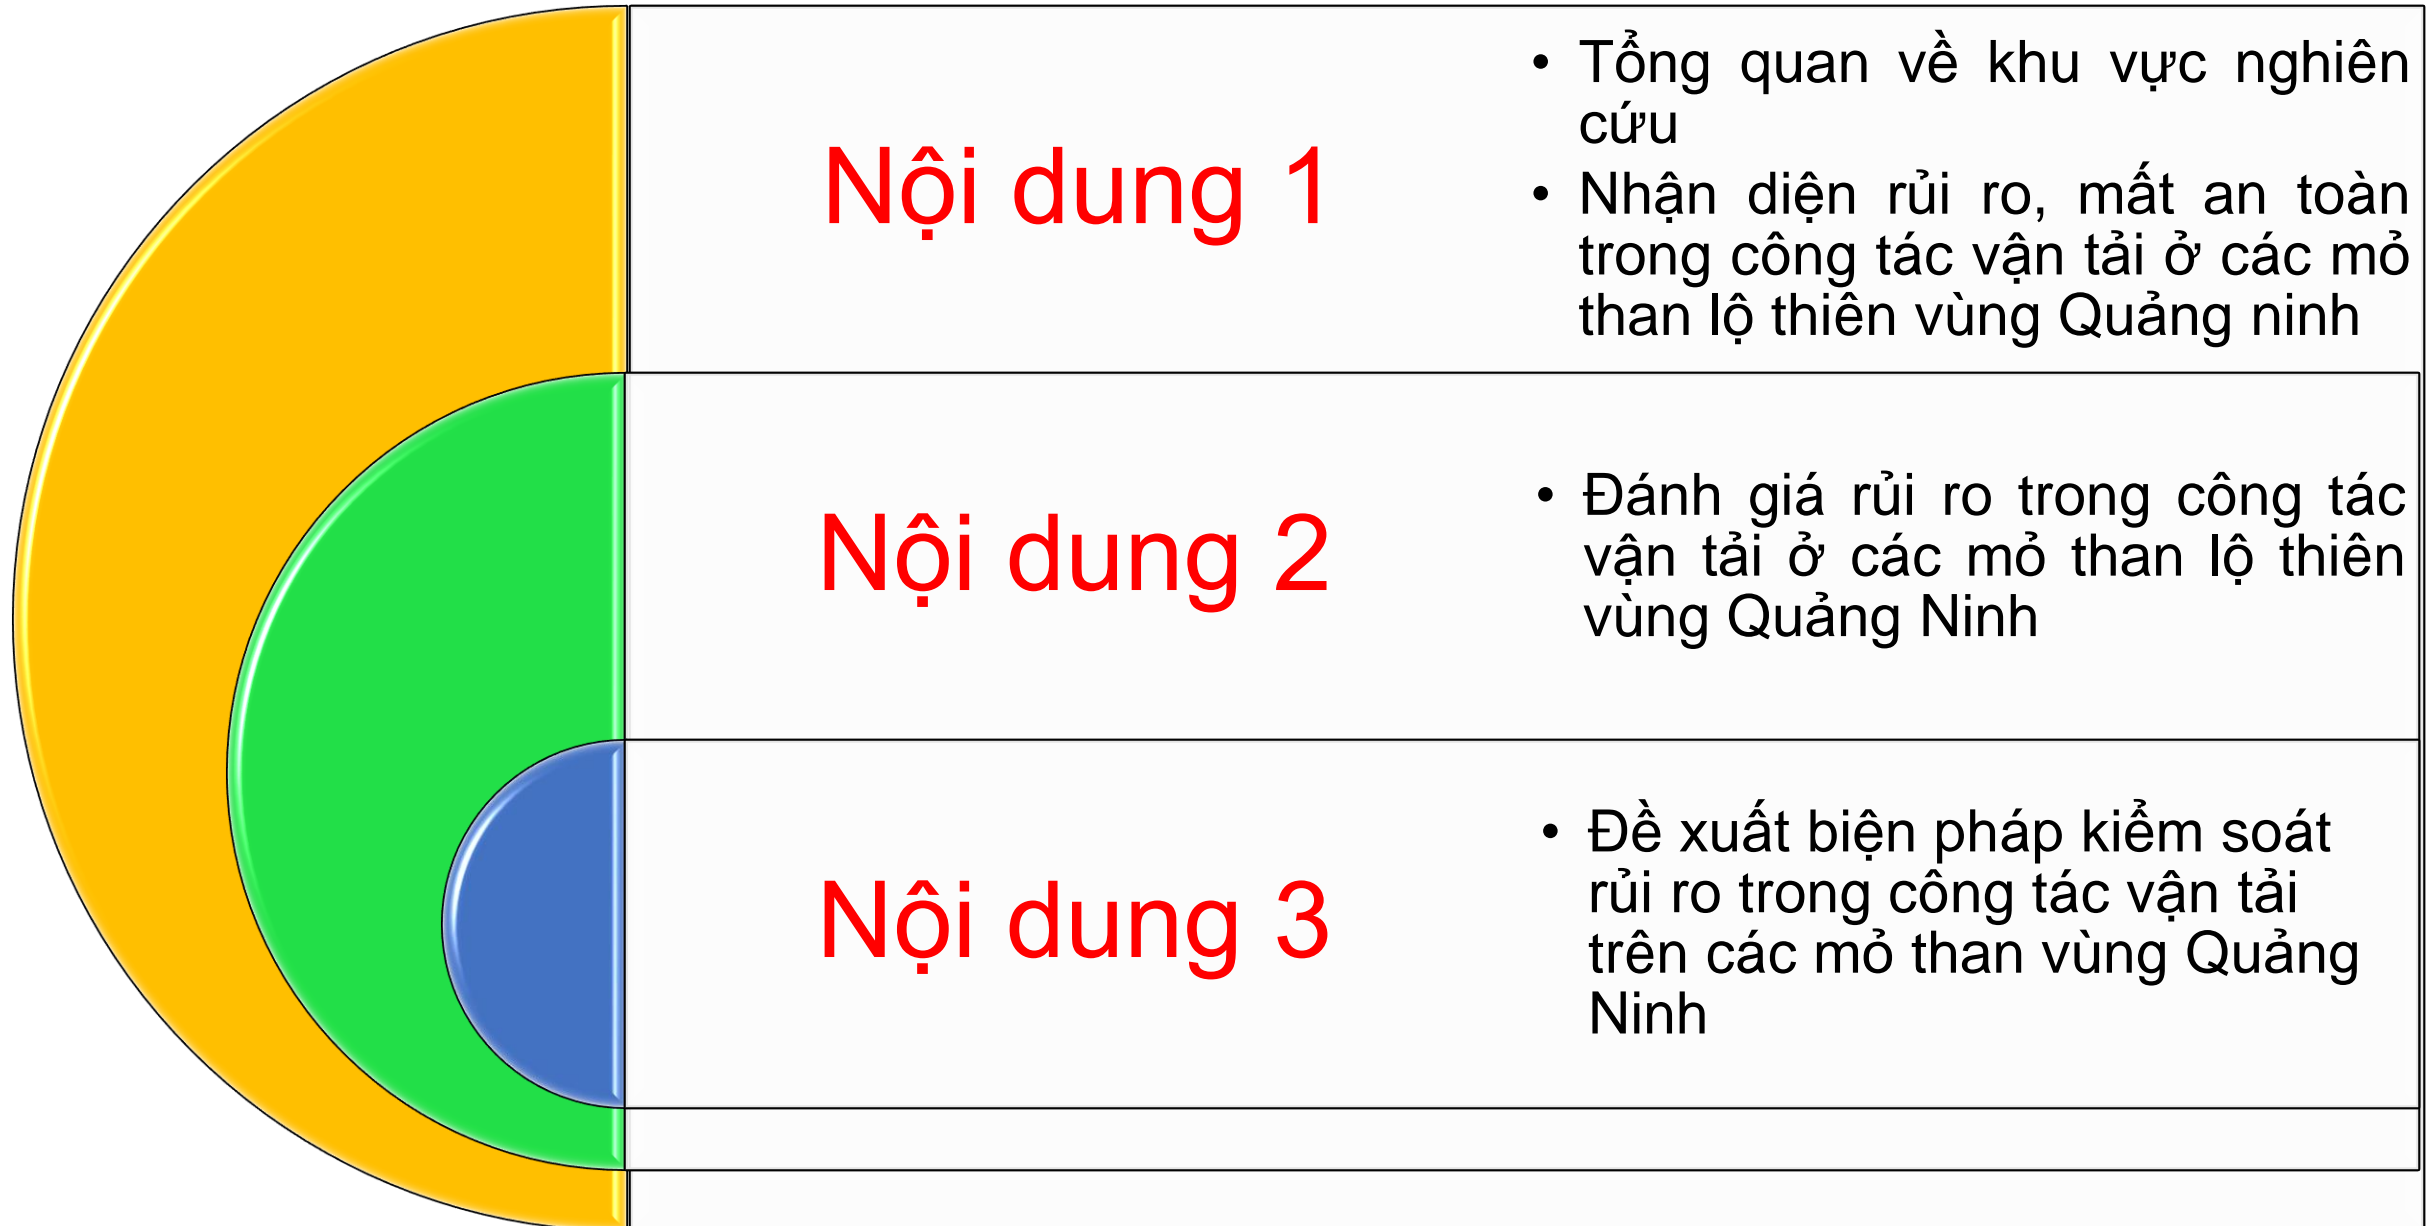 Nội dung 1
• Tổng quan về khu vực nghiên
cứu
• Nhận diện rủi ro, mất an toàn
trong công tác vận tải ở các mỏ
than lộ thiên vùng Quảng ninh
Nội dung 2
• Đánh giá rủi ro trong công tác
vận tải ở các mỏ than lộ thiên
vùng Quảng Ninh
Nội dung 3
• Đề xuất biện pháp kiểm soát
rủi ro trong công tác vận tải
trên các mỏ than vùng Quảng
Ninh